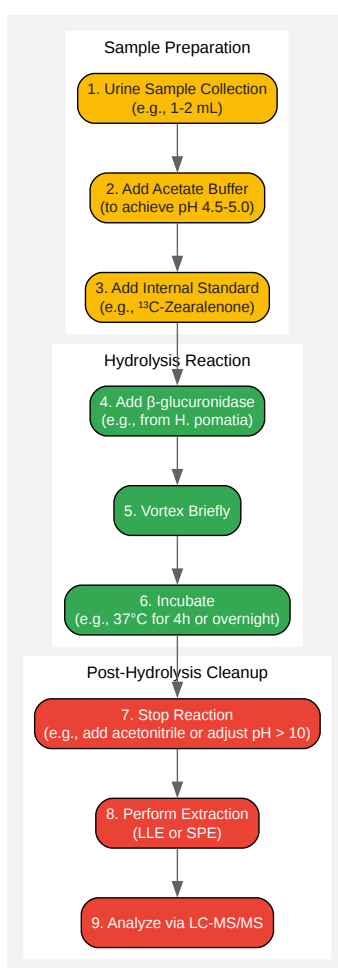 Sample Preparation
1. Urine Sample Collection
(e.g., 1-2 mL)
2. Add Acetate Buffer
(to achieve pH 4.5-5.0)
3. Add Internal Standard
(e.g., ¹³C-Zearalenone)
Hydrolysis Reaction
4. Add β-glucuronidase
(e.g., from H. pomatia)
5. Vortex Briefly
6. Incubate
(e.g., 37°C for 4h or overnight)
Post-Hydrolysis Cleanup
7. Stop Reaction
(e.g., add acetonitrile or adjust pH > 10)
8. Perform Extraction
(LLE or SPE)
9. Analyze via LC-MS/MS